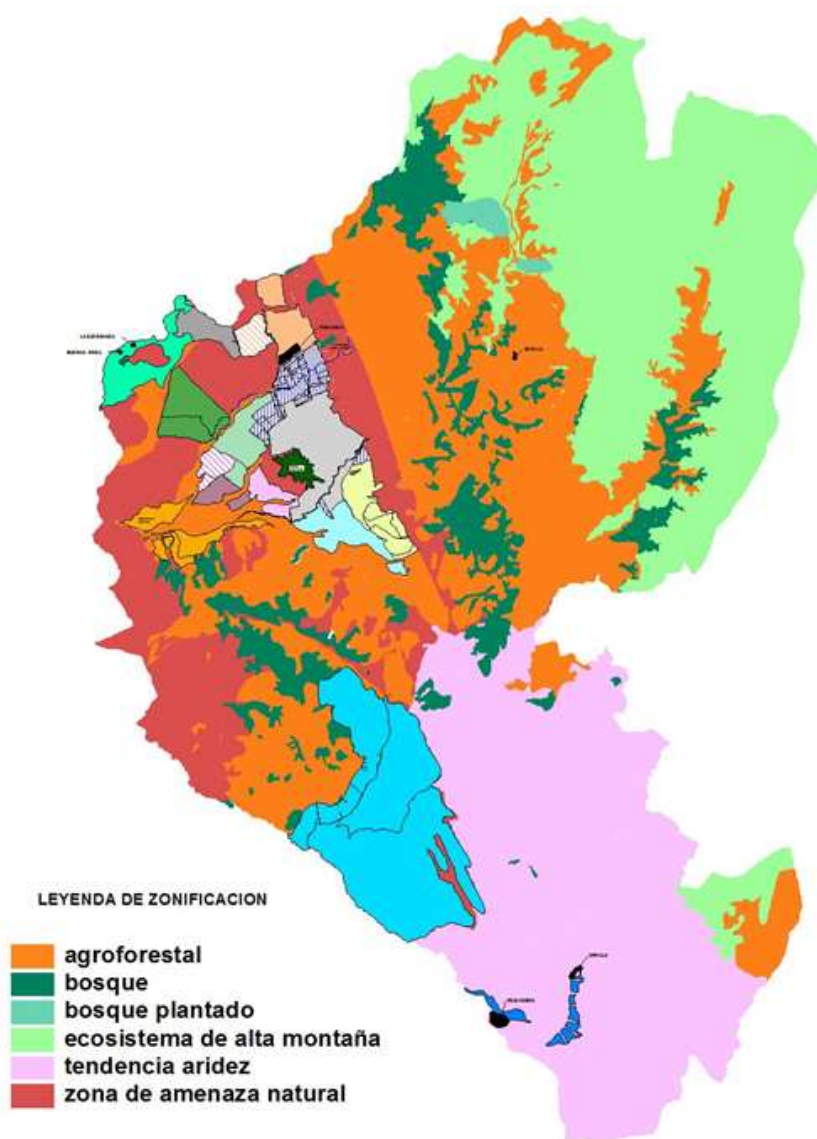 LEYENDA DE ZONIFICACION
agroforestal
bosque
bosque plantado
ecosistema de alta montaña
tendencia aridez
zona de amenaza natural